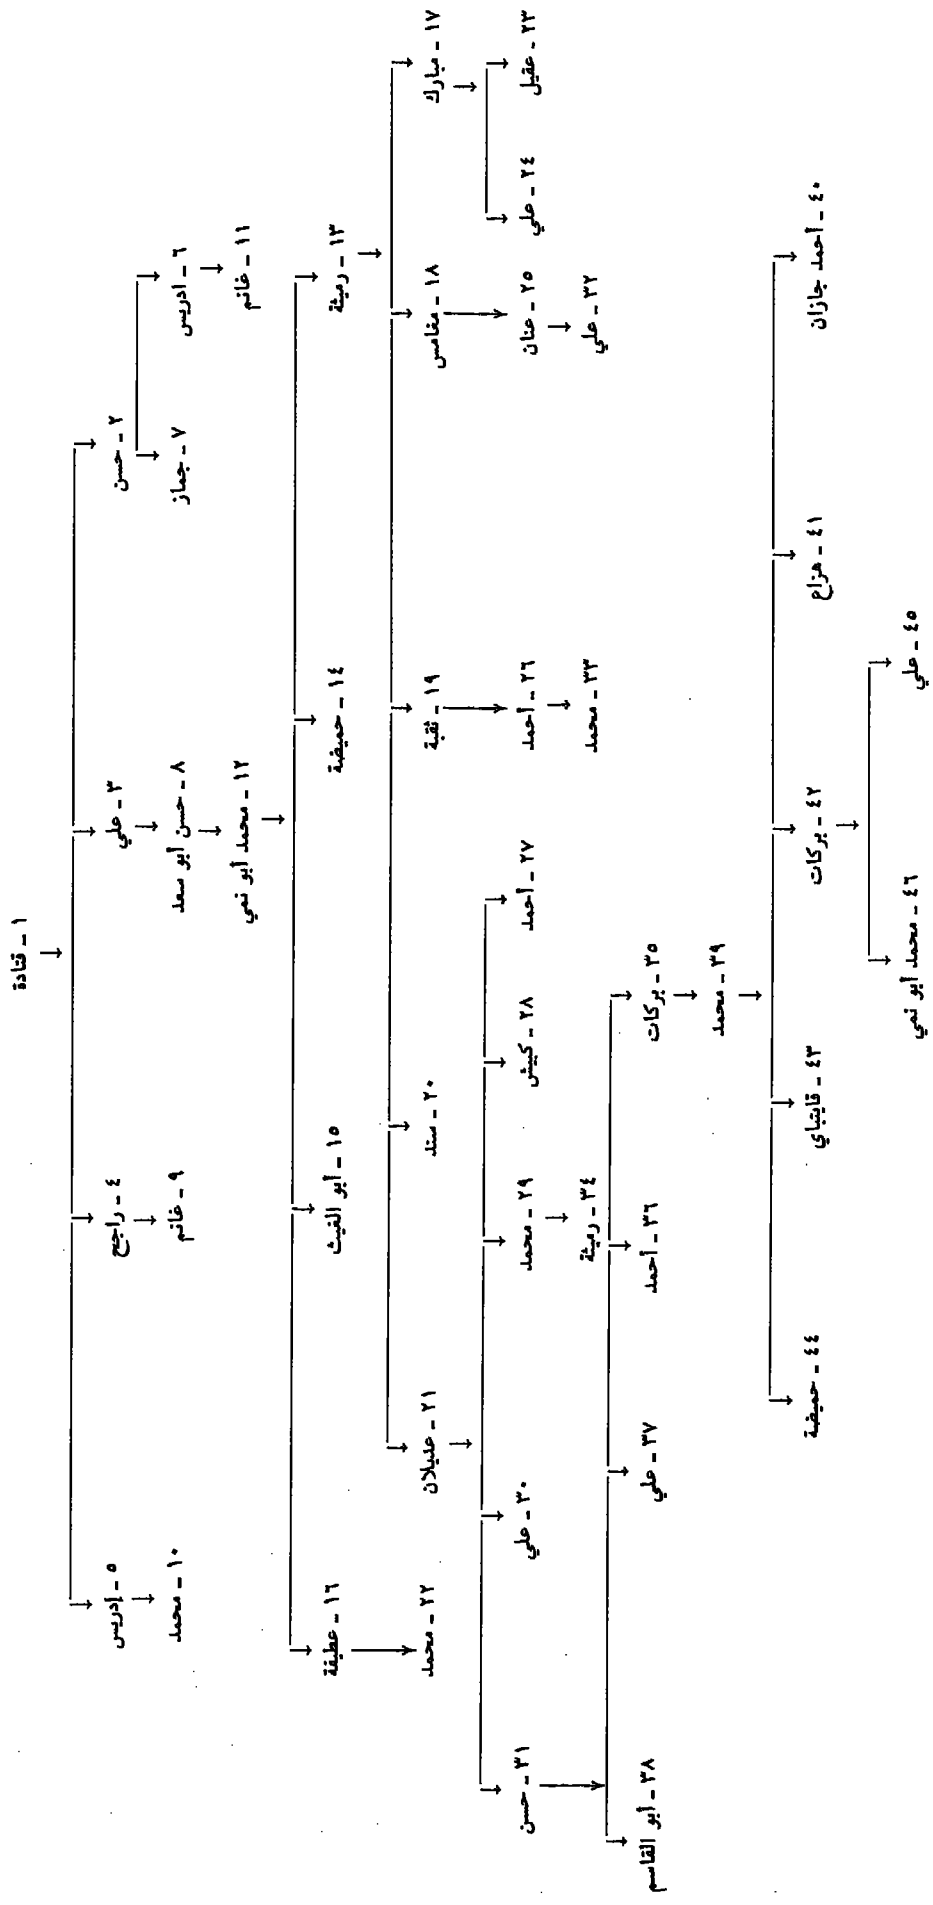 ١ - قتادة
٢ - حسن
٣ - علي
٤ - راجح
٥ - إدريس
٦ - ادريس
٧ - جماز
٨ - حسن أبو سعد
٩ - غانم
١٠ - محمد
١١ - غانم
١٢ - محمد أبو نمي
١٣ - رميثة
١٤ - حميضة
١٥ - أبو الغيث
١٦ - عطيفة
١٧ - مبارك
١٨ - مغامس
١٩ - ثقبة
٢٠ - سند
٢١ - عجلان
٢٢ - محمد
٢٣ - عقيل
٢٤ - علي
٢٥ - عنان
٢٦ - أحمد
٢٧ - أحمد
٢٨ - كبيش
٢٩ - محمد
٣٠ - علي
٣١ - حسن
٣٢ - علي
٣٣ - محمد
٣٤ - رميثة
٣٥ - بركات
٣٦ - أحمد
٣٧ - علي
٣٨ - أبو القاسم
٣٩ - محمد
٤٠ - أحمد جازان
٤١ - هزاع
٤٢ - بركات
٤٣ - قايتباي
٤٤ - حميضة
٤٥ - علي
٤٦ - محمد أبو نمي